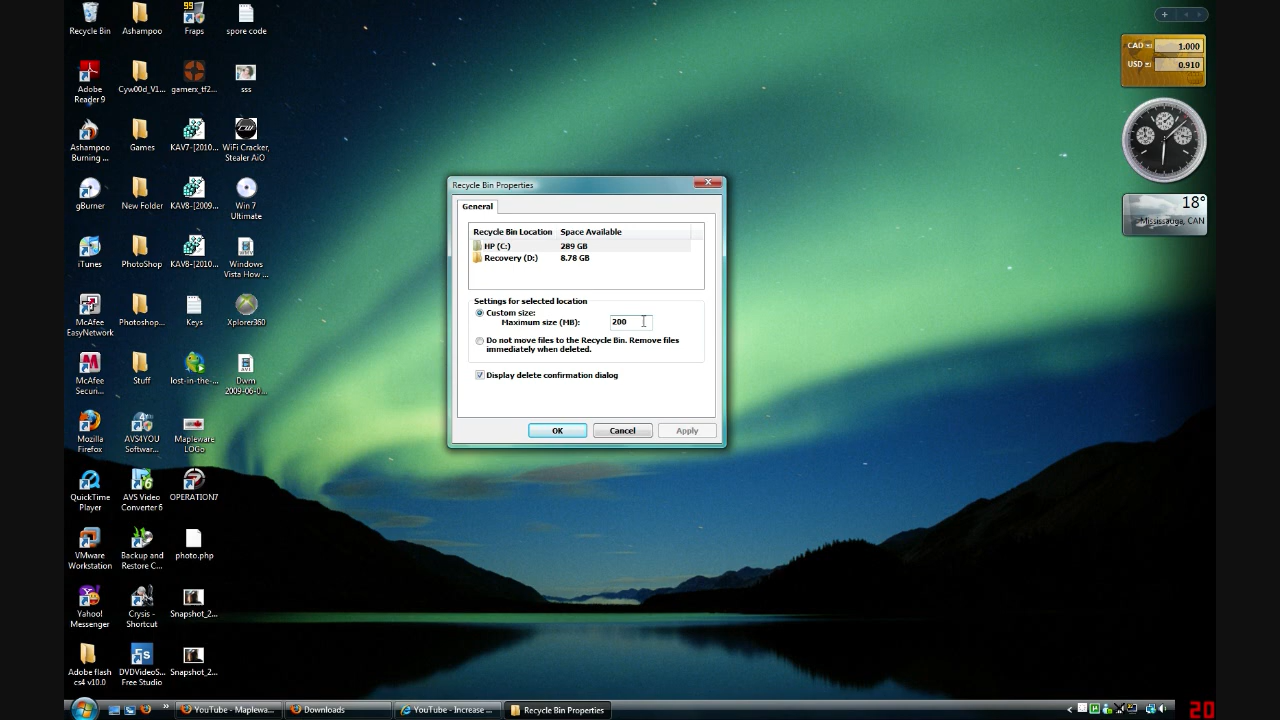 Recycle Bin
Ashampoo
Fraps
spore code
Adobe
Reader 9
Cyw00d_V1...
gamerx_tf2...
sss
Ashampoo
Burning ...
Games
KAV7-[2010...
WiFi Cracker,
Stealer AiO
gBurner
New Folder
KAV8-[2009...
Win 7
Ultimate
iTunes
PhotoShop
KAV8-[2010...
Windows
Vista How ...
McAfee
EasyNetwork
Photoshop...
Keys
Xplorer360
McAfee
Securi...
Stuff
lost-in-the-...
Dwm
2009-06-0...
Mozilla
Firefox
AVS4YOU
Softwar...
Mapleware
LOGo
QuickTime
Player
AVS Video
Converter 6
OPERATION7
VMware
Workstation
Backup and
Restore C...
photo.php
Yahoo!
Messenger
Crysis -
Shortcut
Snapshot_2...
Adobe flash
cs4 v10.0
DVDVideoS...
Free Studio
Snapshot_2...
Recycle Bin Properties
General
Recycle Bin Location Space Available
HP (C:) 289 GB
Recovery (D:) 8.78 GB
Settings for selected location
Custom size:
Maximum size (MB): 200
Do not move files to the Recycle Bin. Remove files
immediately when deleted.
Display delete confirmation dialog
OK Cancel Apply
CAD 1.000
USD 0.910
18°
Mississauga, CAN
YouTube - Maplewa... Downloads YouTube - Increase ... Recycle Bin Properties
20